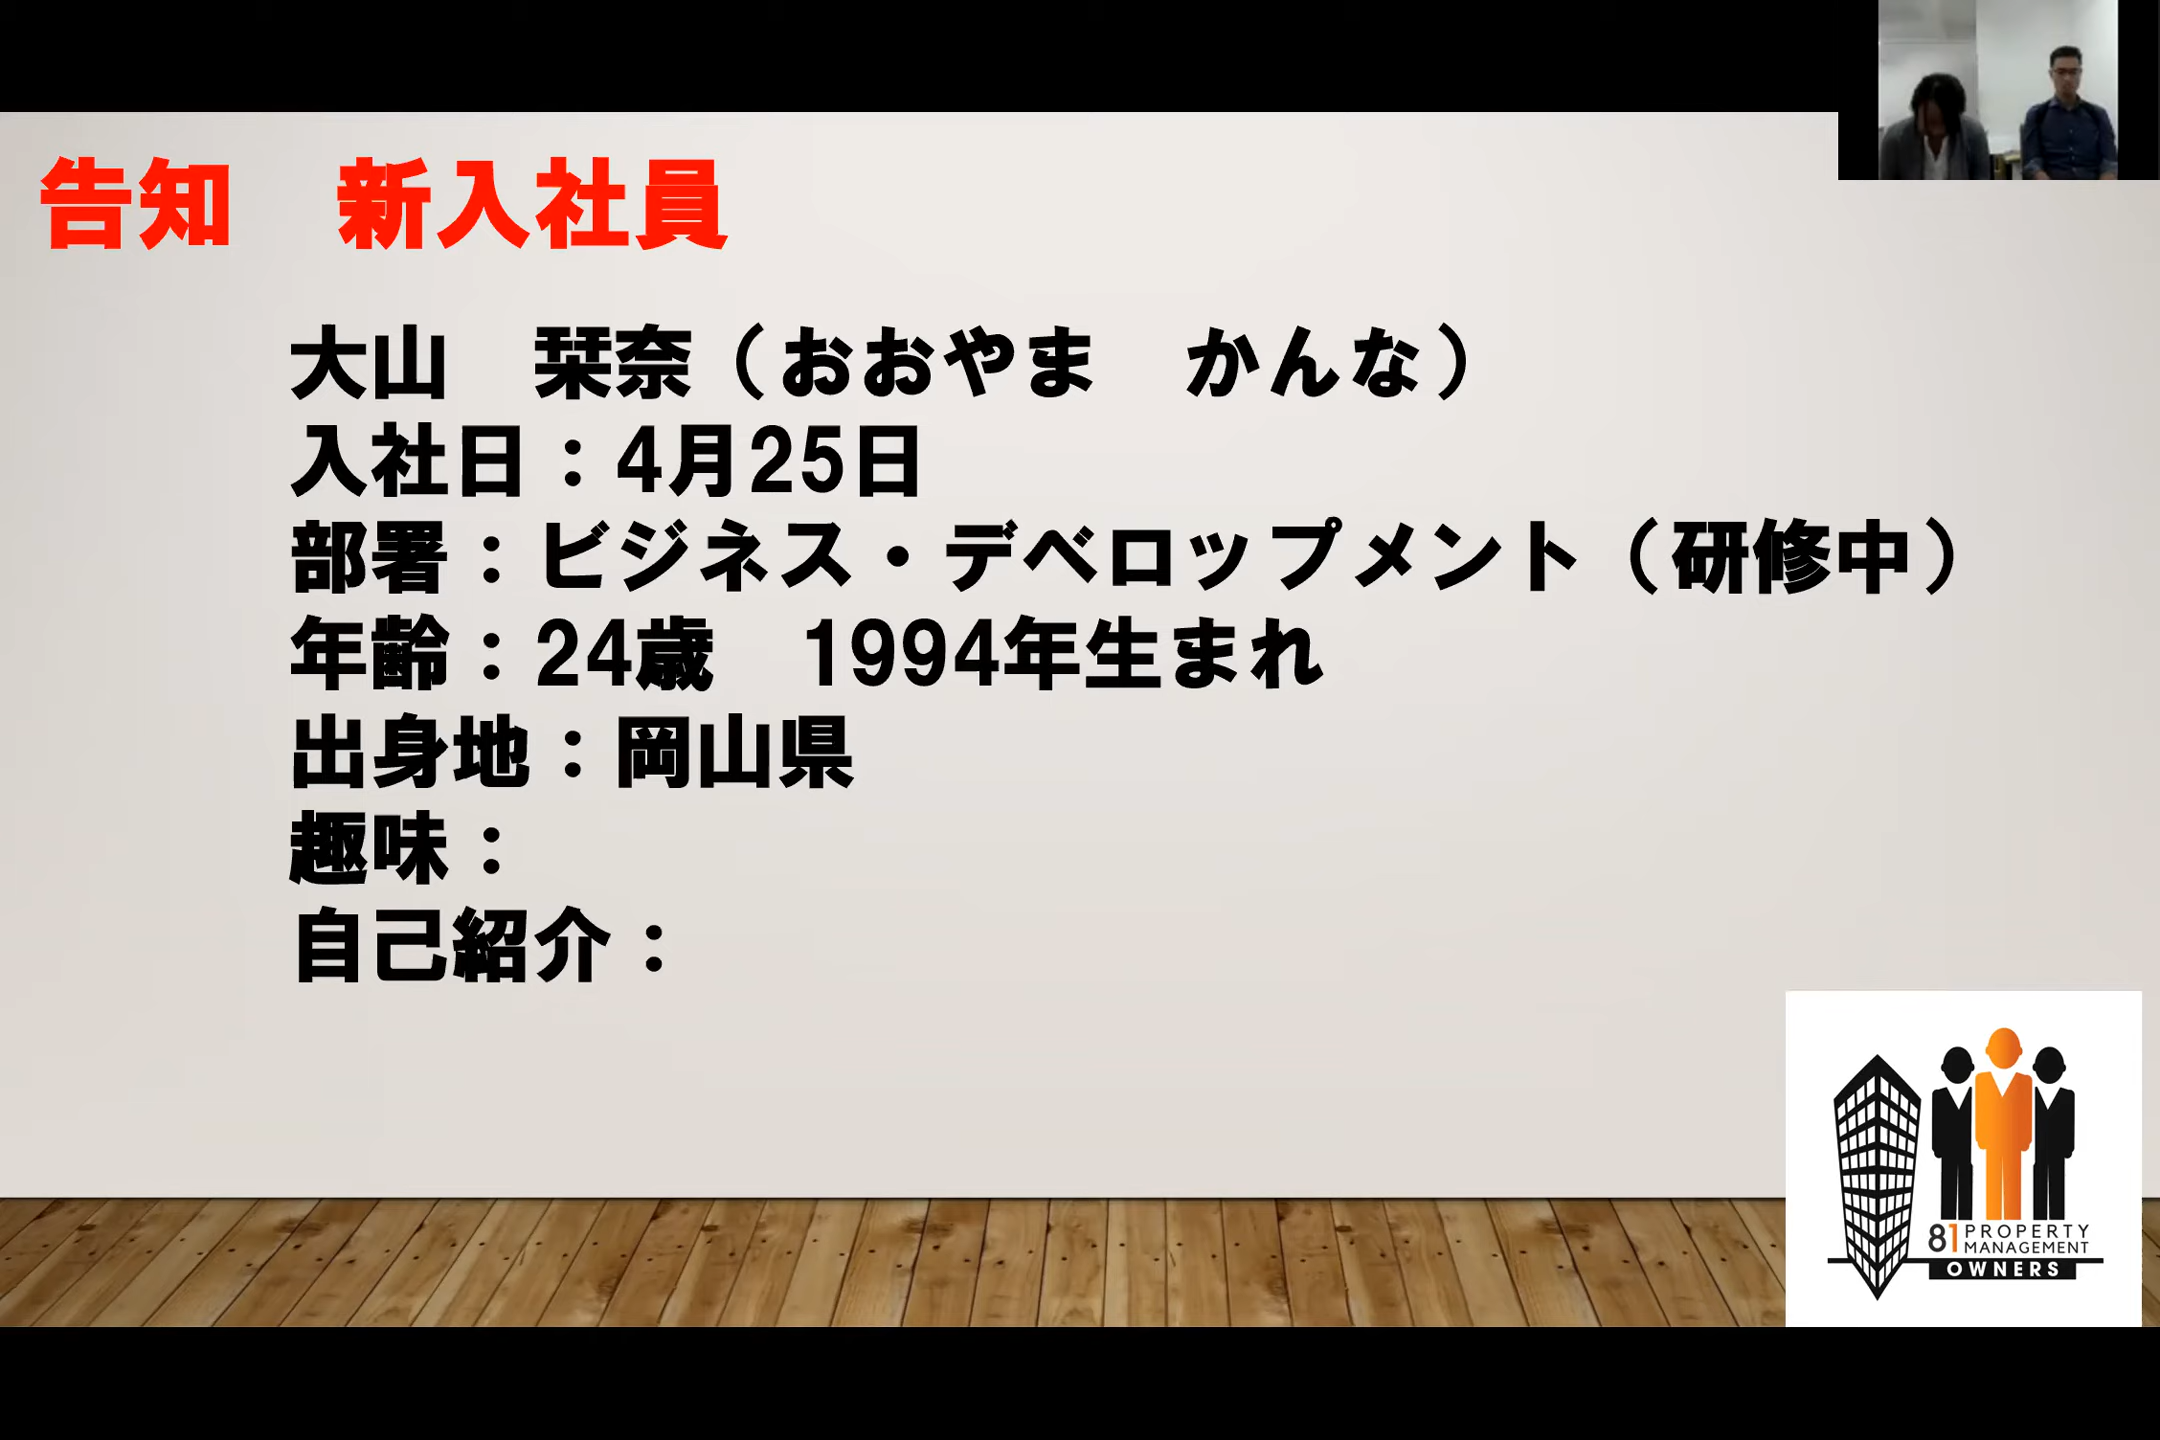 告知　新入社員
大山　栞奈（おおやま　かんな）
入社日：4月25日
部署：ビジネス・デベロップメント（研修中）
年齢：24歳　1994年生まれ
出身地：岡山県
趣味：
自己紹介：
81 PROPERTY
MANAGEMENT
OWNERS